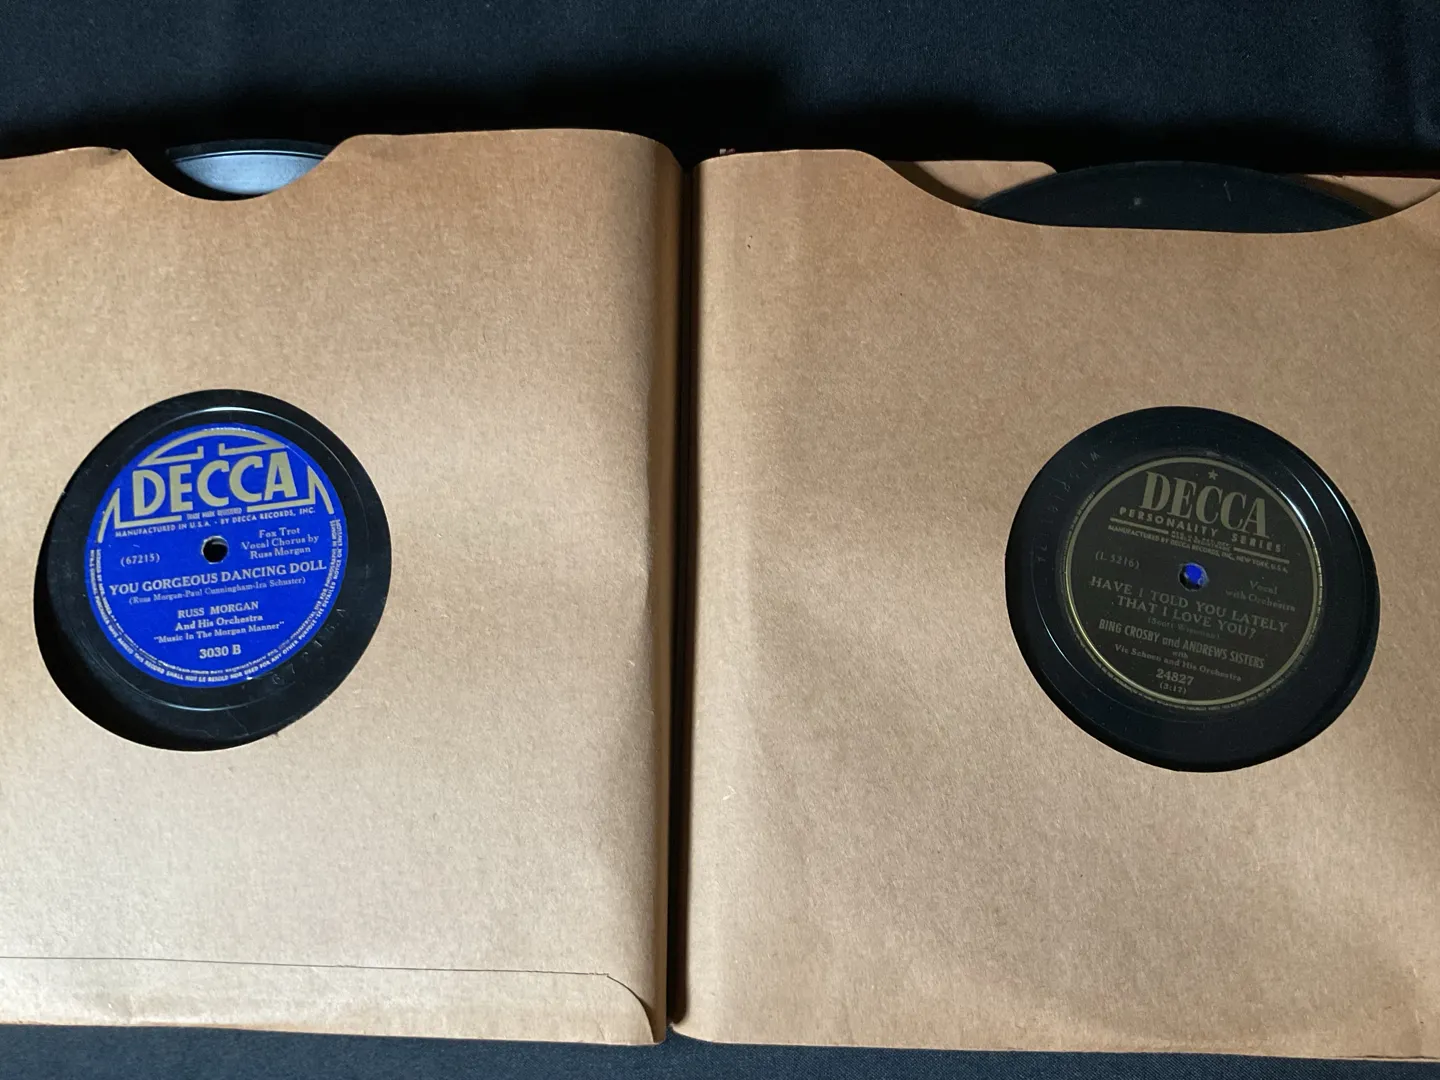 DECCA
TRADE MARK REGISTERED
MANUFACTURED IN U.S.A. - BY DECCA RECORDS, INC.
Fox Trot
Vocal Chorus by
Russ Morgan
(67215)
YOU GORGEOUS DANCING DOLL
(Russ Morgan-Paul Cunningham-Ira Schuster)
RUSS MORGAN
And His Orchestra
"Music In The Morgan Manner"
3030 B
DECCA
PERSONALITY SERIES
MANUFACTURED BY DECCA RECORDS, INC., NEW YORK, U.S.A.
(L 5216)
Vocal
with Orchestra
HAVE I TOLD YOU LATELY
THAT I LOVE YOU?
(Scott Wiseman)
BING CROSBY and ANDREWS SISTERS
with
Vic Schoen and His Orchestra
24827
(3:17)